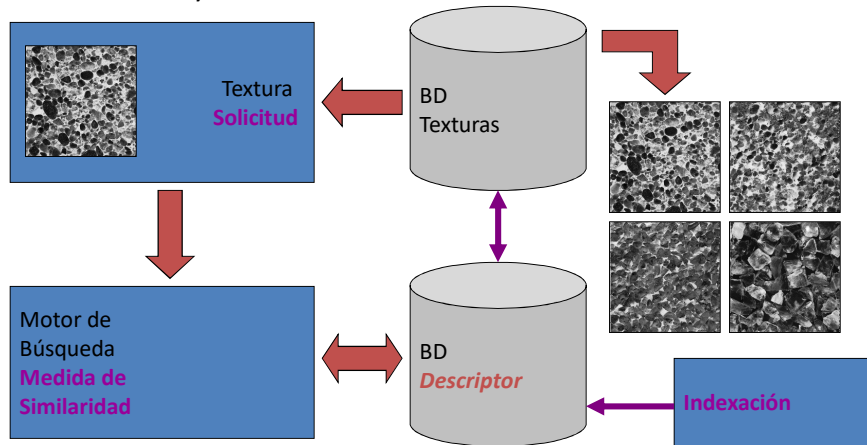 Textura
Solicitud
BD
Texturas
Motor de
Búsqueda
Medida de
Similaridad
BD
Descriptor
Indexación